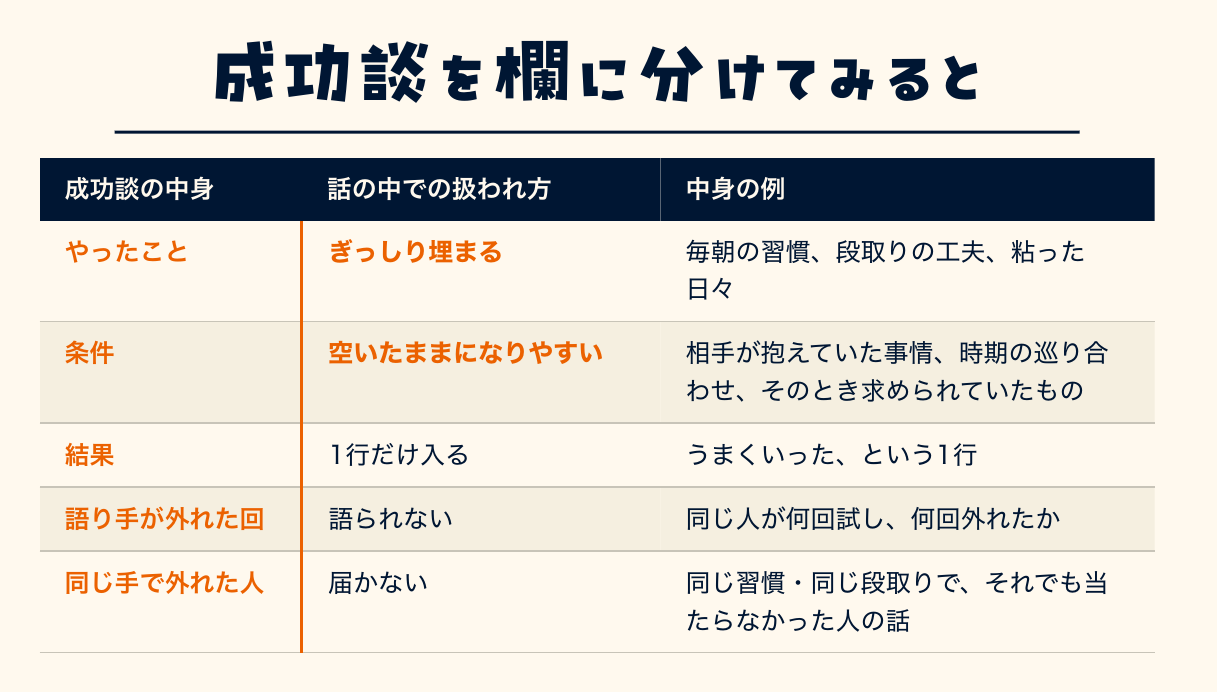 成功談を欄に分けてみると
成功談の中身
話の中での扱われ方
中身の例
やったこと
ぎっしり埋まる
毎朝の習慣、段取りの工夫、粘った
日々
条件
空いたままになりやすい
相手が抱えていた事情、時期の巡り合
わせ、そのとき求められていたもの
結果
1行だけ入る
うまくいった、という1行
語り手が外れた回
語られない
同じ人が何回試し、何回外れたか
同じ手で外れた人
届かない
同じ習慣・同じ段取りで、それでも当
たらなかった人の話